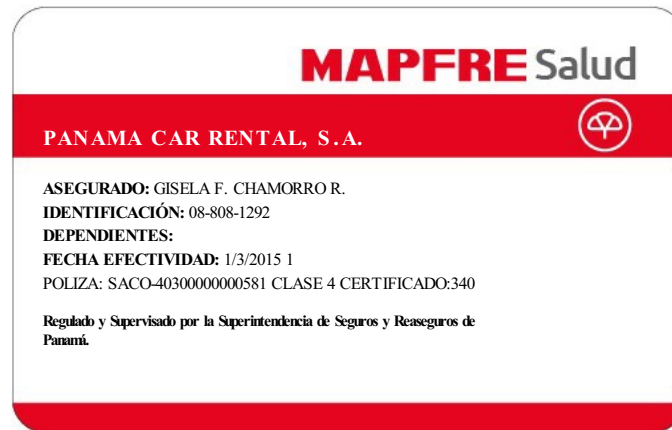 MAPFRE Salud
PANAMA CAR RENTAL, S.A.
ASEGURADO: GISELA F. CHAMORRO R.
IDENTIFICACIÓN: 08-808-1292
DEPENDIENTES:
FECHA EFECTIVIDAD: 1/3/2015 1
POLIZA: SACO-40300000000581 CLASE 4 CERTIFICADO:340
Regulado y Supervisado por la Superintendencia de Seguros y Reaseguros de
Panamá.